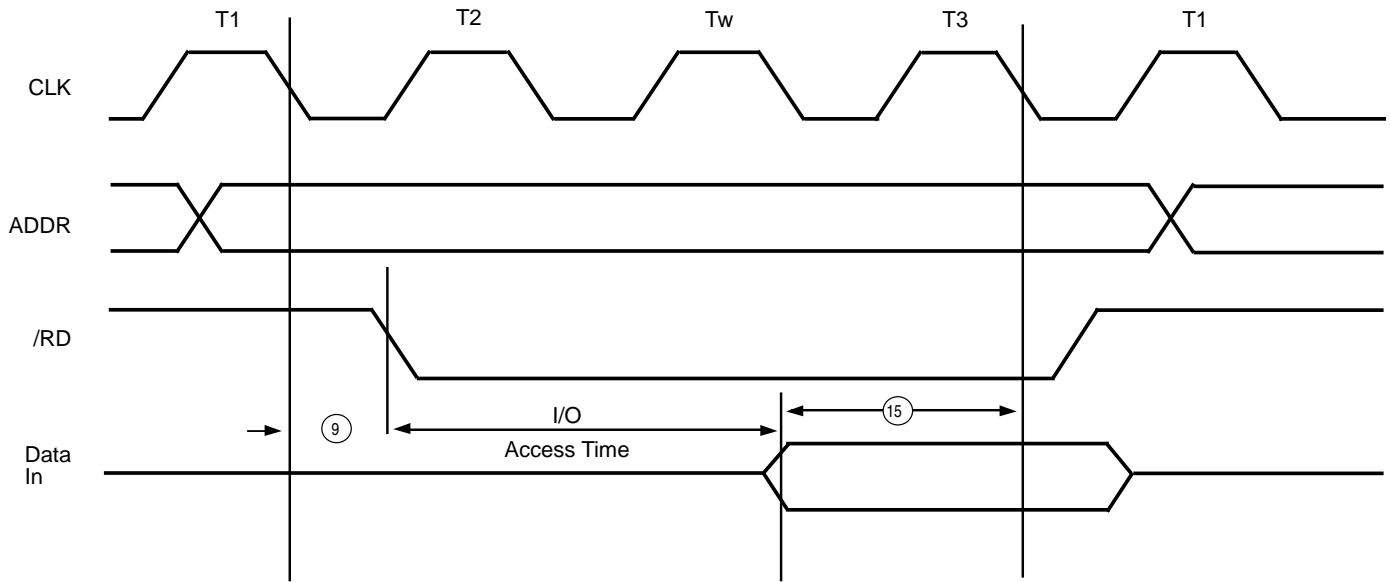 T1 T2 Tw T3 T1
CLK
ADDR
/RD
9 I/O 15
Access Time
Data
In